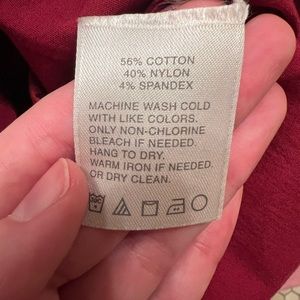 56% COTTON
40% NYLON
4% SPANDEX
MACHINE WASH COLD
WITH LIKE COLORS.
ONLY NON-CHLORINE
BLEACH IF NEEDED.
HANG TO DRY.
WARM IRON IF NEEDED.
OR DRY CLEAN.